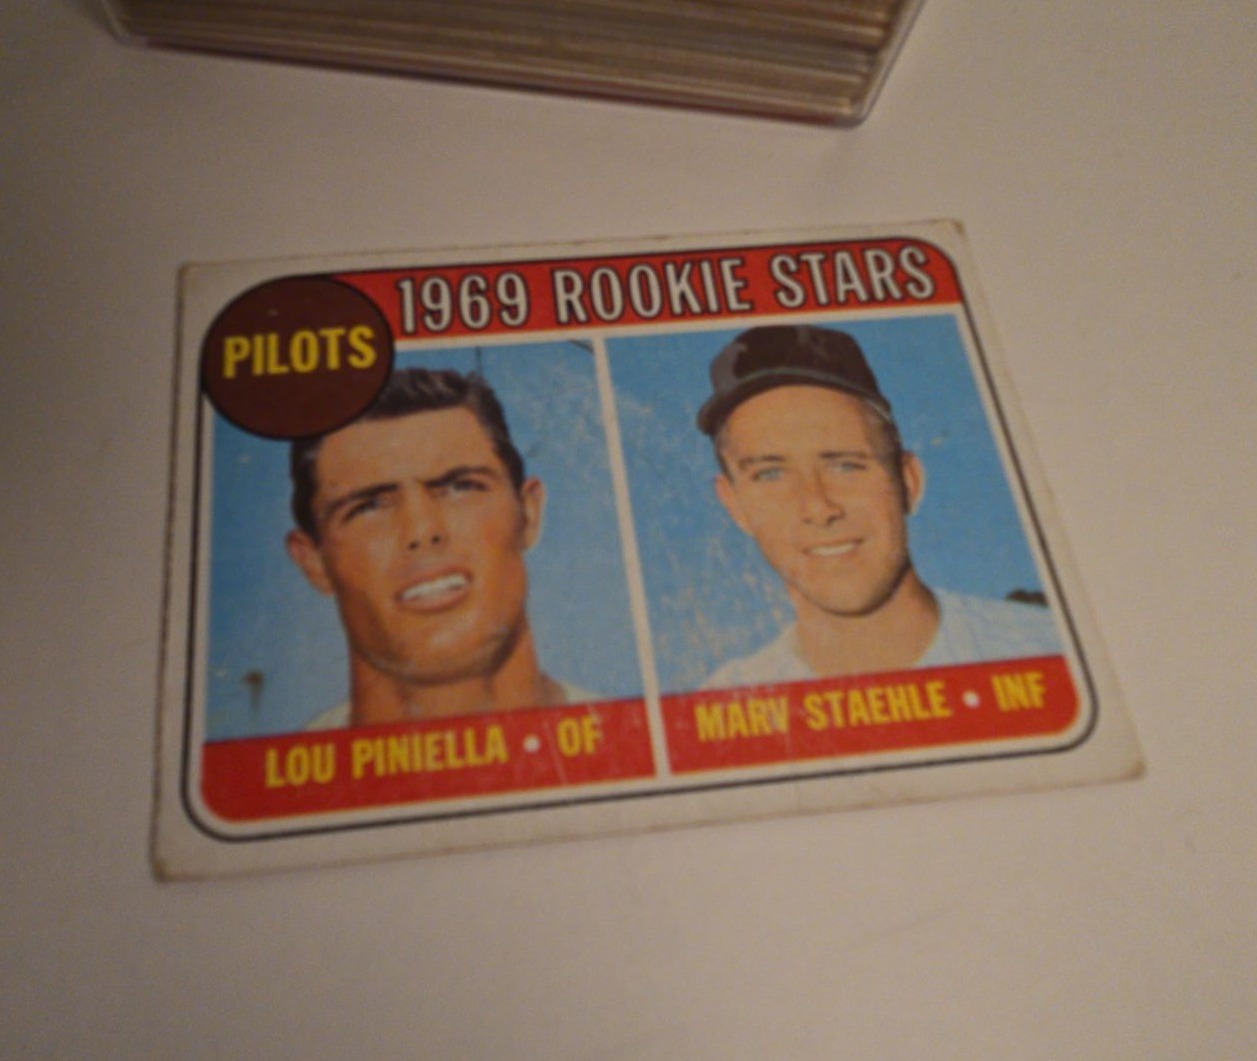 1969 ROOKIE STARS
PILOTS
LOU PINIELLA • OF
MARV STAEHLE • INF